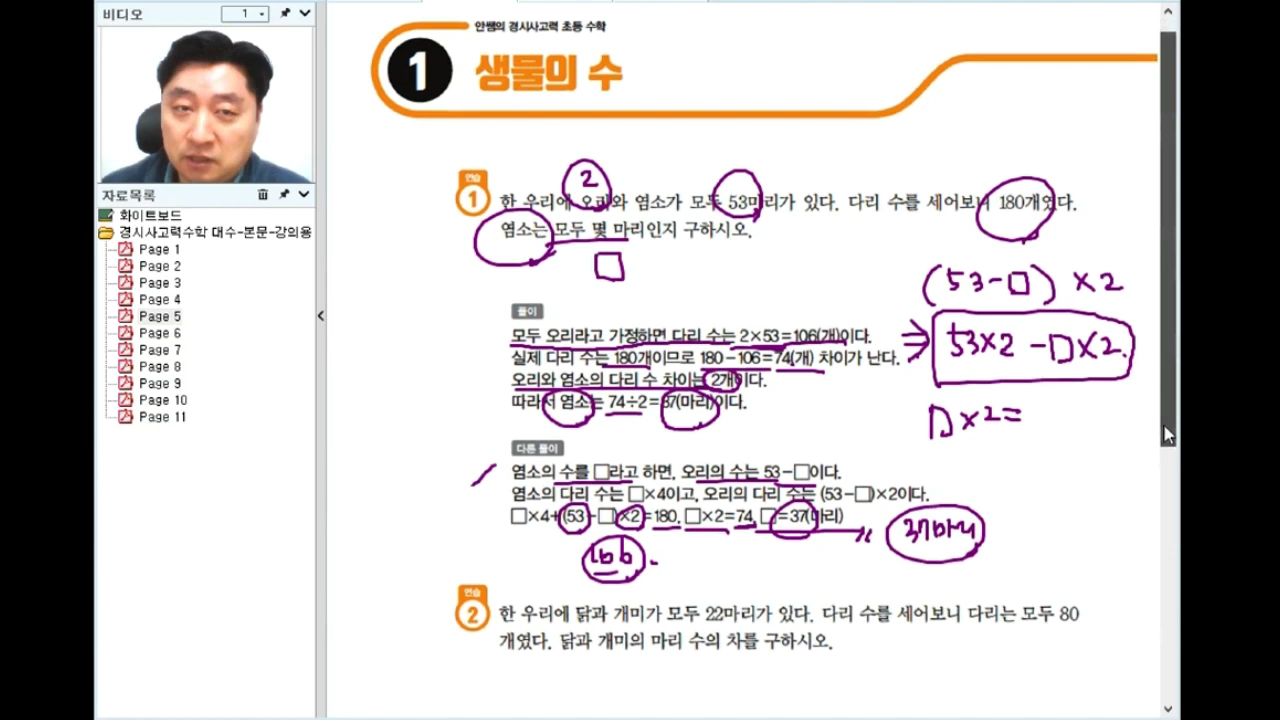 비디오
1
자료목록
화이트보드
경시사고력수학 대수-본문-강의용
Page 1
Page 2
Page 3
Page 4
Page 5
Page 6
Page 7
Page 8
Page 9
Page 10
Page 11
안쌤의 경시사고력 초등 수학
1 생물의 수
2
연습
1 한 우리에 오리와 염소가 모두 53마리가 있다. 다리 수를 세어보니 180개였다.
염소는 모두 몇 마리인지 구하시오.
□
(53-□)×2
풀이
모두 오리라고 가정하면 다리 수는 2×53=106(개)이다.
⇒ 53×2-□×2.
실제 다리 수는 180개이므로 180-106=74(개) 차이가 난다.
오리와 염소의 다리 수 차이는 2개이다.
따라서 염소는 74÷2=37(마리)이다.
□×2=
다른 풀이
염소의 수를 □라고 하면, 오리의 수는 53-□이다.
염소의 다리 수는 □×4이고, 오리의 다리 수는 (53-□)×2이다.
□×4+(53-□)×2=180, □×2=74, □=37(마리)
37마리
106
연습
2 한 우리에 닭과 개미가 모두 22마리가 있다. 다리 수를 세어보니 다리는 모두 80
개였다. 닭과 개미의 마리 수의 차를 구하시오.